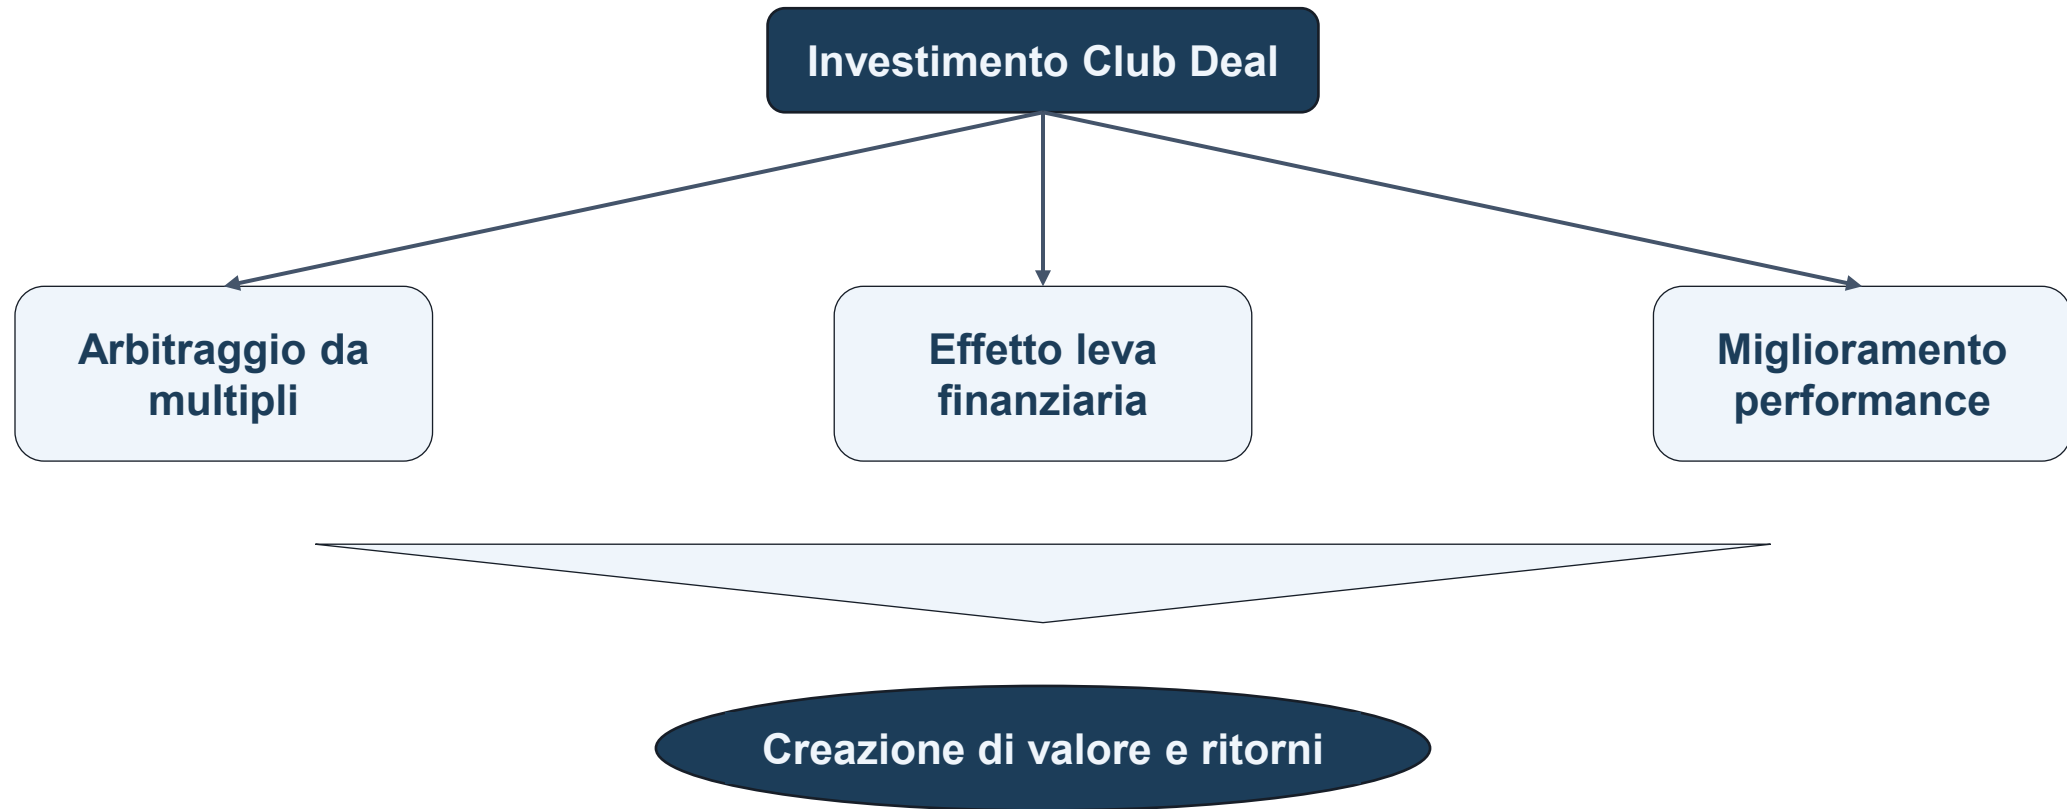 Investimento Club Deal
Arbitraggio da
multipli
Effetto leva
finanziaria
Miglioramento
performance
Creazione di valore e ritorni